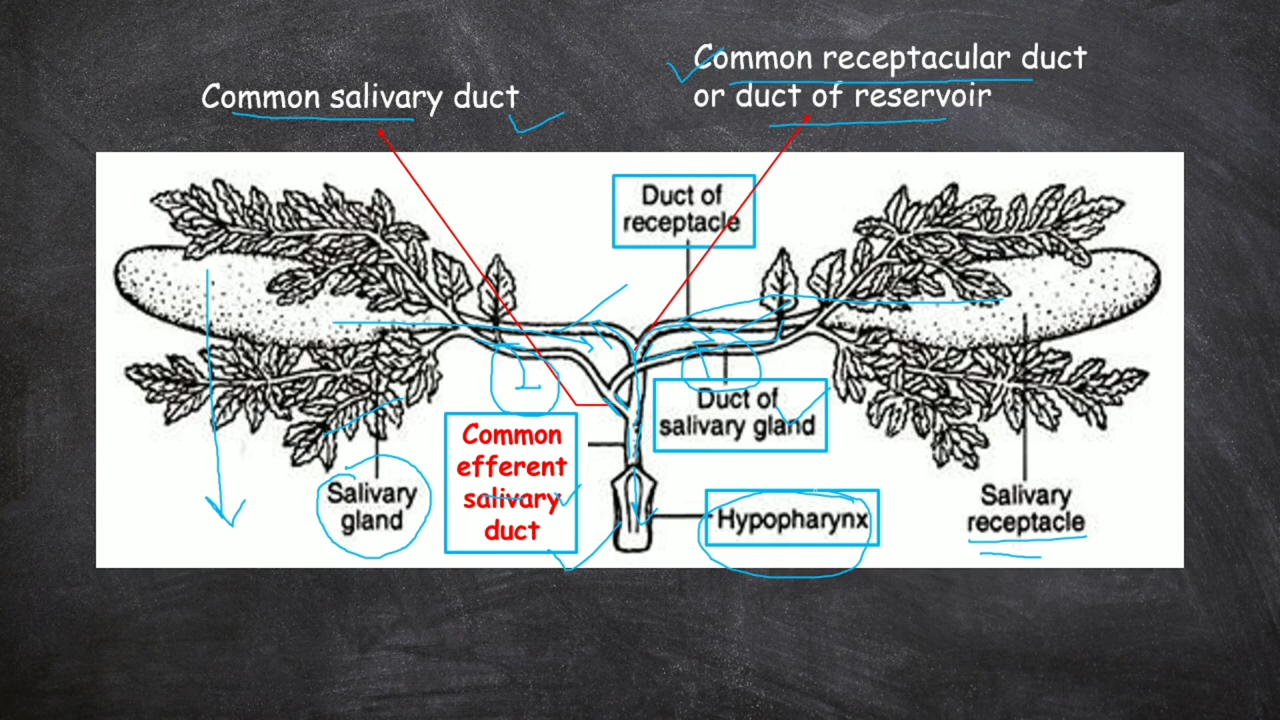 Common salivary duct
Common receptacular duct
or duct of reservoir
Duct of
receptacle
Duct of
salivary gland
Common
efferent
salivary
duct
Salivary
gland
Hypopharynx
Salivary
receptacle